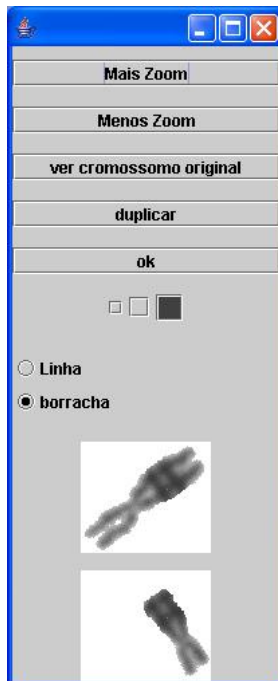 Mais Zoom
Menos Zoom
ver cromossomo original
duplicar
ok
Linha
borracha